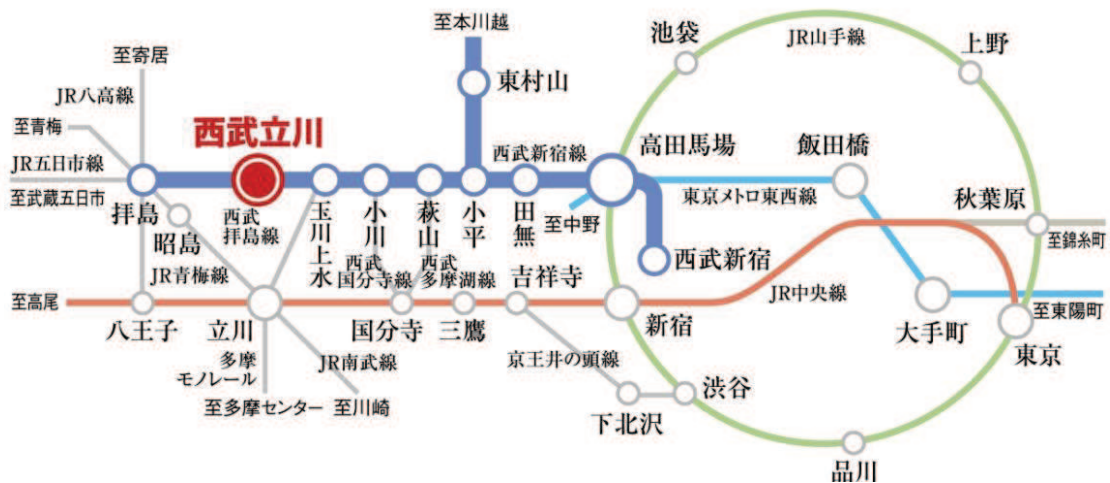 至本川越
池袋
JR山手線
上野
至寄居
東村山
JR八高線
至青梅
西武立川
西武新宿線
高田馬場
飯田橋
JR五日市線
至武蔵五日市
拝島
昭島
西武
拝島線
玉川上水
小川
萩山
小平
田無
至中野
東京メトロ東西線
秋葉原
至錦糸町
西武新宿
西武
国分寺線
西武
多摩湖線
吉祥寺
JR青梅線
JR中央線
至高尾
八王子
立川
国分寺
三鷹
新宿
大手町
至東陽町
東京
多摩
モノレール
JR南武線
京王井の頭線
渋谷
至多摩センター
至川崎
下北沢
品川